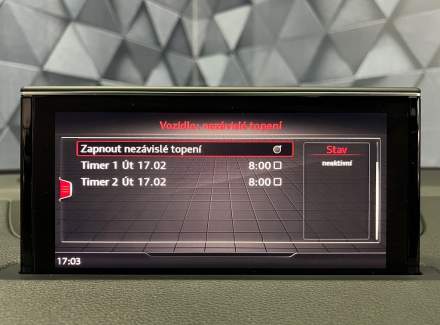 Vozidlo: nezávislé topení
Zapnout nezávislé topení
Timer 1 Út 17.02 8:00
Timer 2 Út 17.02 8:00
Stav
neaktivní
17:03